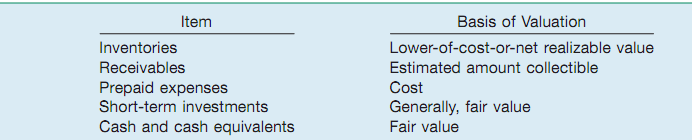 Item Basis of Valuation
Inventories Lower-of-cost-or-net realizable value
Receivables Estimated amount collectible
Prepaid expenses Cost
Short-term investments Generally, fair value
Cash and cash equivalents Fair value